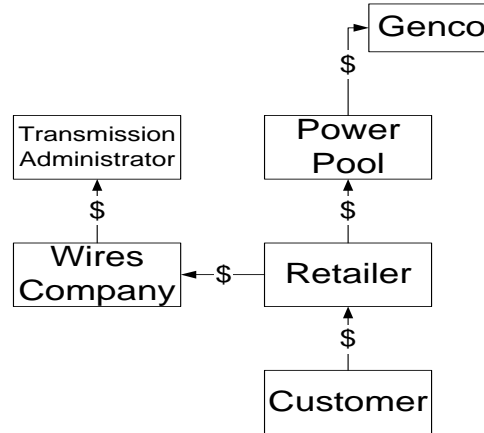 Genco
$
Transmission
Administrator
Power
Pool
$
$
Wires
Company
$
Retailer
$
Customer